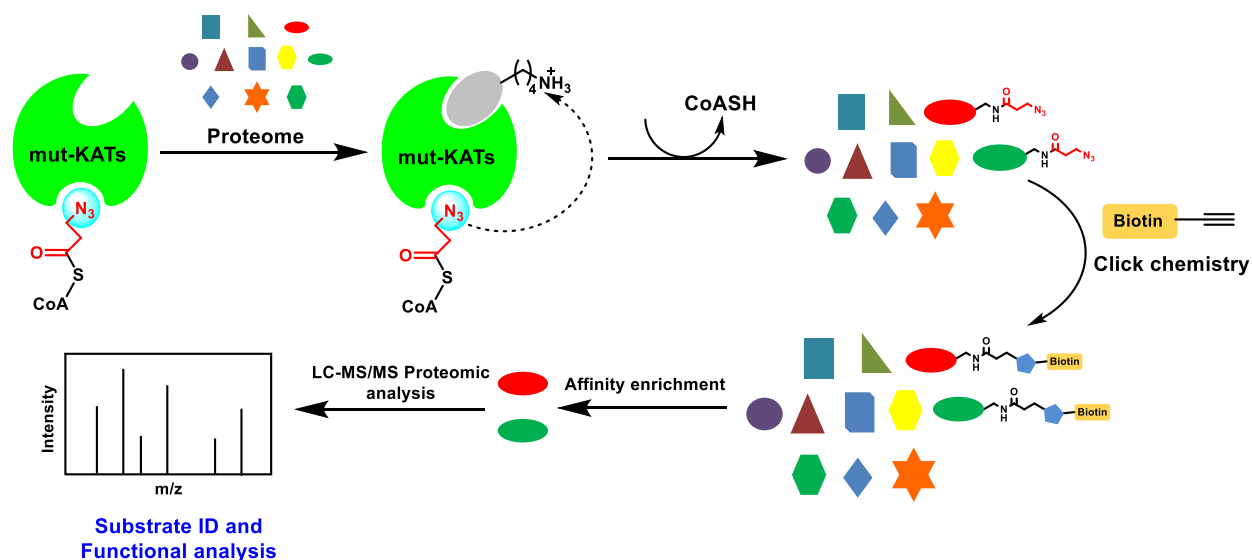 Proteome
mut-KATs
N3
O
S
CoA
( )4
NH3
+
mut-KATs
N3
O
S
CoA
CoASH
O
N
H
N3
O
N
H
N3
Biotin
Click chemistry
O
N
H
Biotin
O
N
H
Biotin
Affinity enrichment
LC-MS/MS Proteomic
analysis
Intensity
m/z
Substrate ID and
Functional analysis